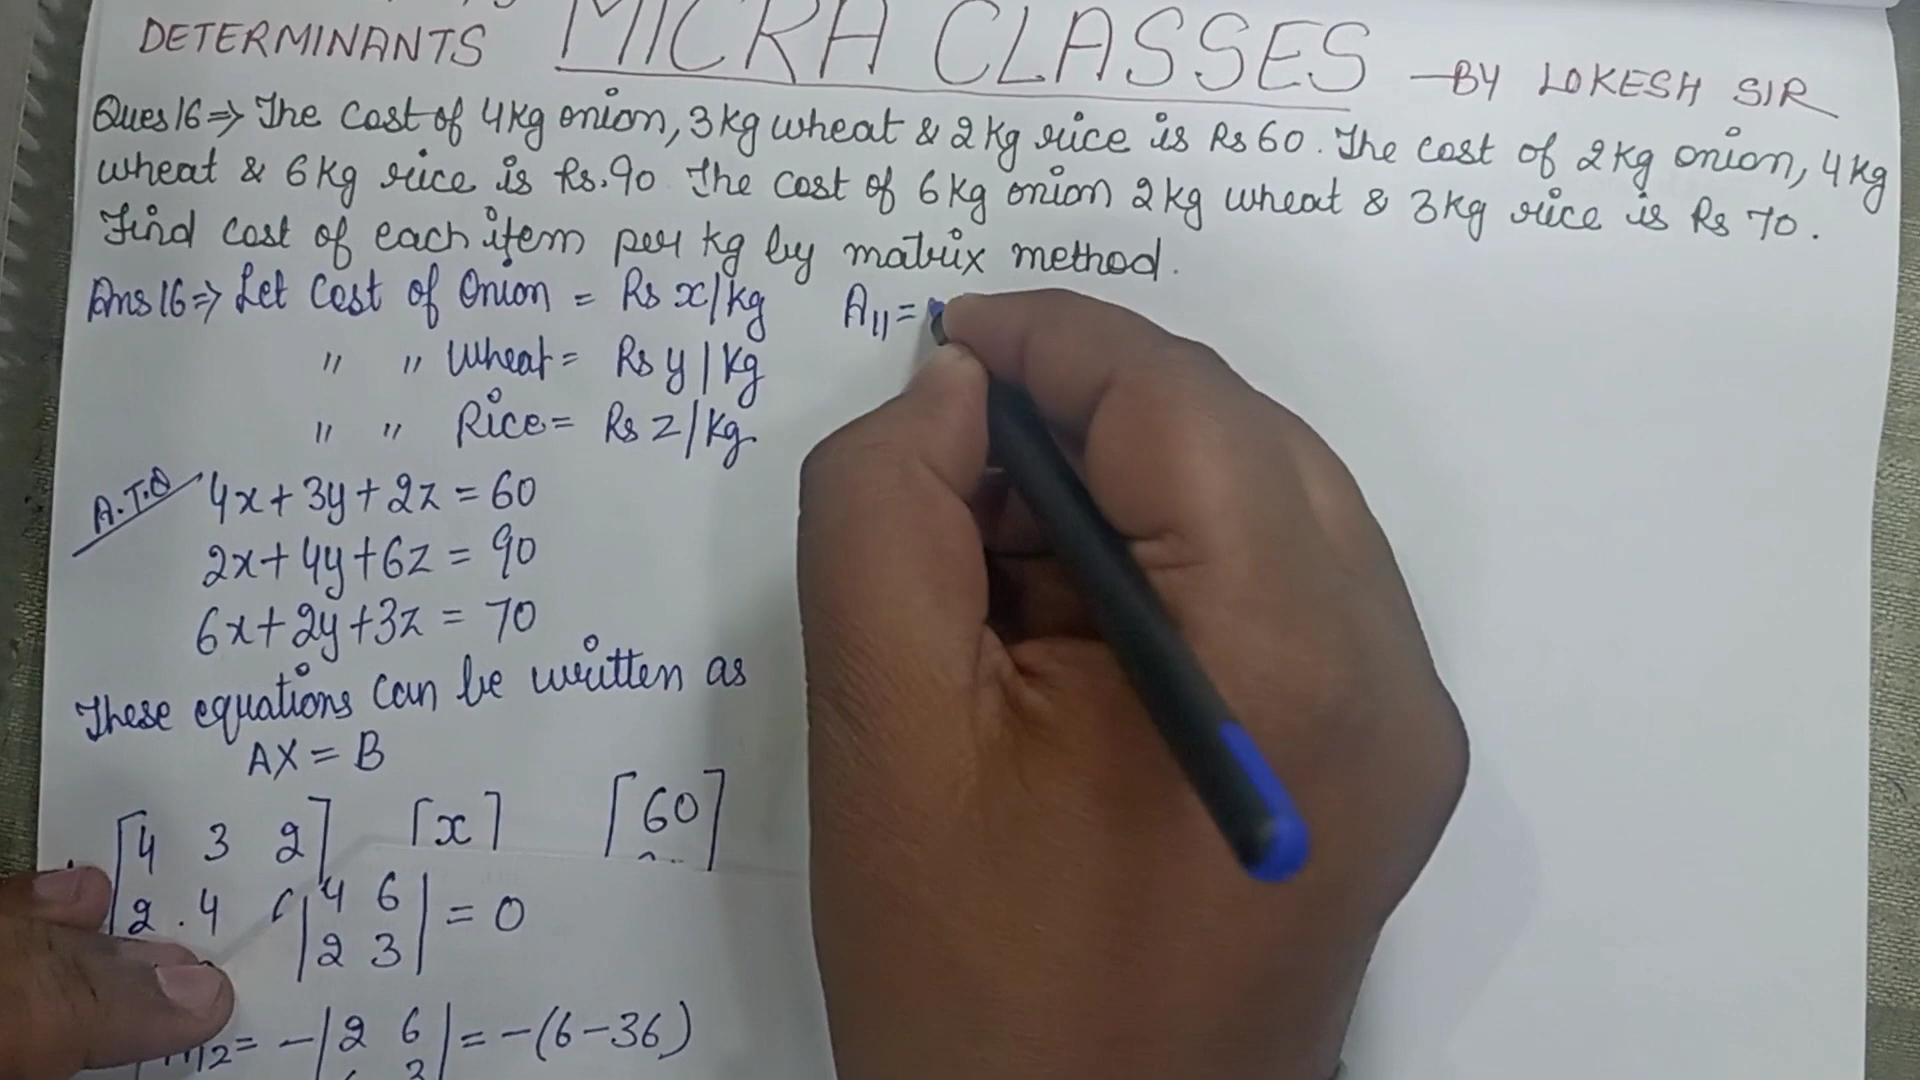 DETERMINANTS MICRA CLASSES -BY LOKESH SIR
Ques 16⇒ The Cost of 4kg onion, 3kg wheat & 2kg rice is Rs 60. The cost of 2kg onion, 4kg
wheat & 6kg rice is Rs.90 The cost of 6kg onion 2kg wheat & 3kg rice is Rs 70.
Find cost of each item per kg by matrix method.
Ans 16⇒ Let Cost of Onion = Rs x/kg
" " Wheat = Rs y/kg
" " Rice = Rs z/kg.
A.T.Q 4x+3y+2z = 60
2x+4y+6z = 90
6x+2y+3z = 70
These equations can be written as
AX = B
[4 3 2] [x] [60]
2 . 4
|4 6| = 0
|2 3|
12 = -|2 6| = -(6-36)
3
A11 =